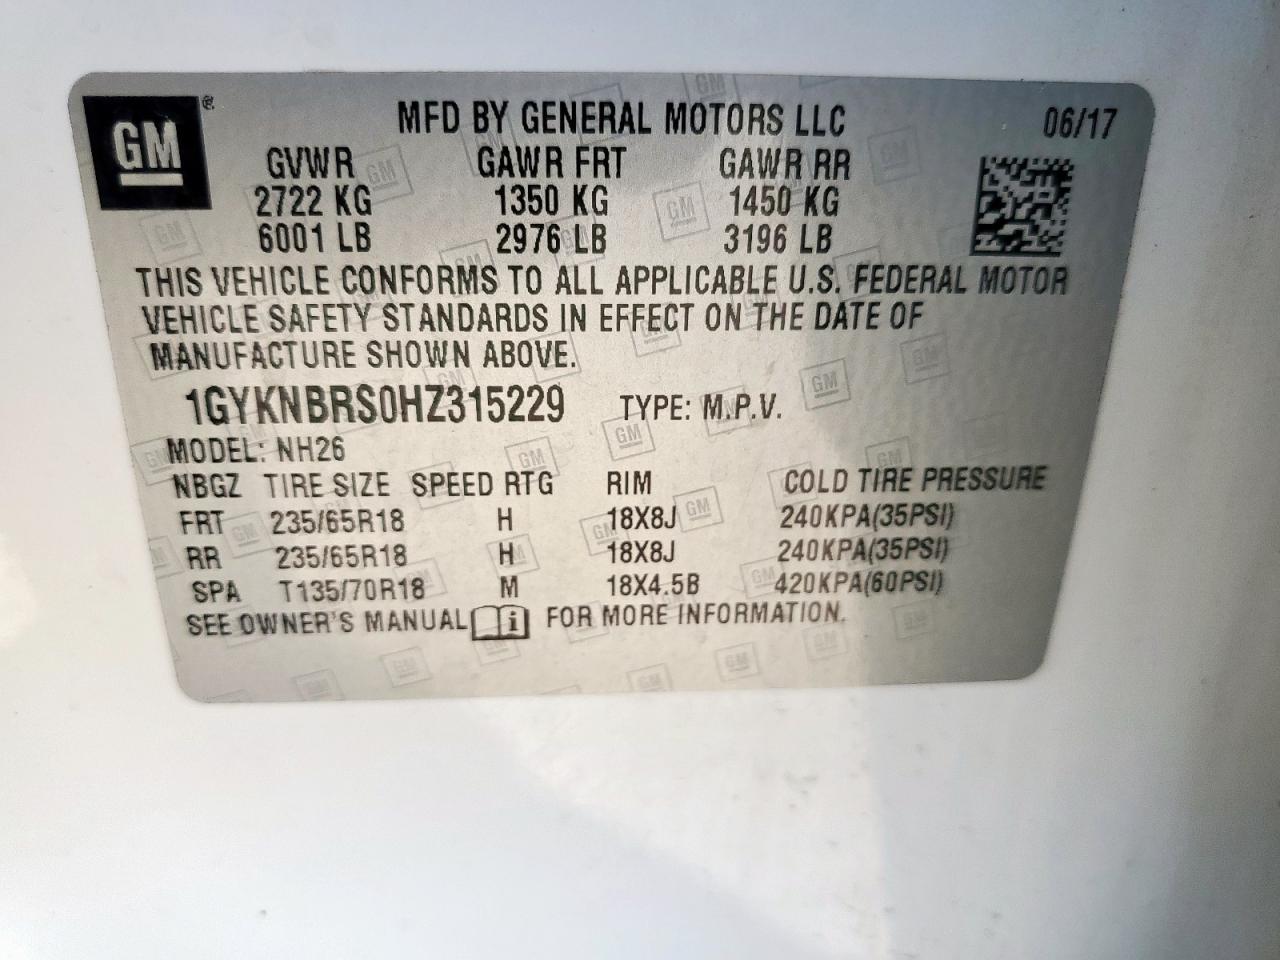 GM ®
MFD BY GENERAL MOTORS LLC 06/17
GVWR GAWR FRT GAWR RR
2722 KG 1350 KG 1450 KG
6001 LB 2976 LB 3196 LB
THIS VEHICLE CONFORMS TO ALL APPLICABLE U.S. FEDERAL MOTOR
VEHICLE SAFETY STANDARDS IN EFFECT ON THE DATE OF
MANUFACTURE SHOWN ABOVE.
1GYKNBRS0HZ315229 TYPE: M.P.V.
MODEL: NH26
NBGZ TIRE SIZE SPEED RTG RIM COLD TIRE PRESSURE
FRT 235/65R18 H 18X8J 240KPA(35PSI)
RR 235/65R18 H 18X8J 240KPA(35PSI)
SPA T135/70R18 M 18X4.5B 420KPA(60PSI)
SEE OWNER'S MANUAL i FOR MORE INFORMATION.